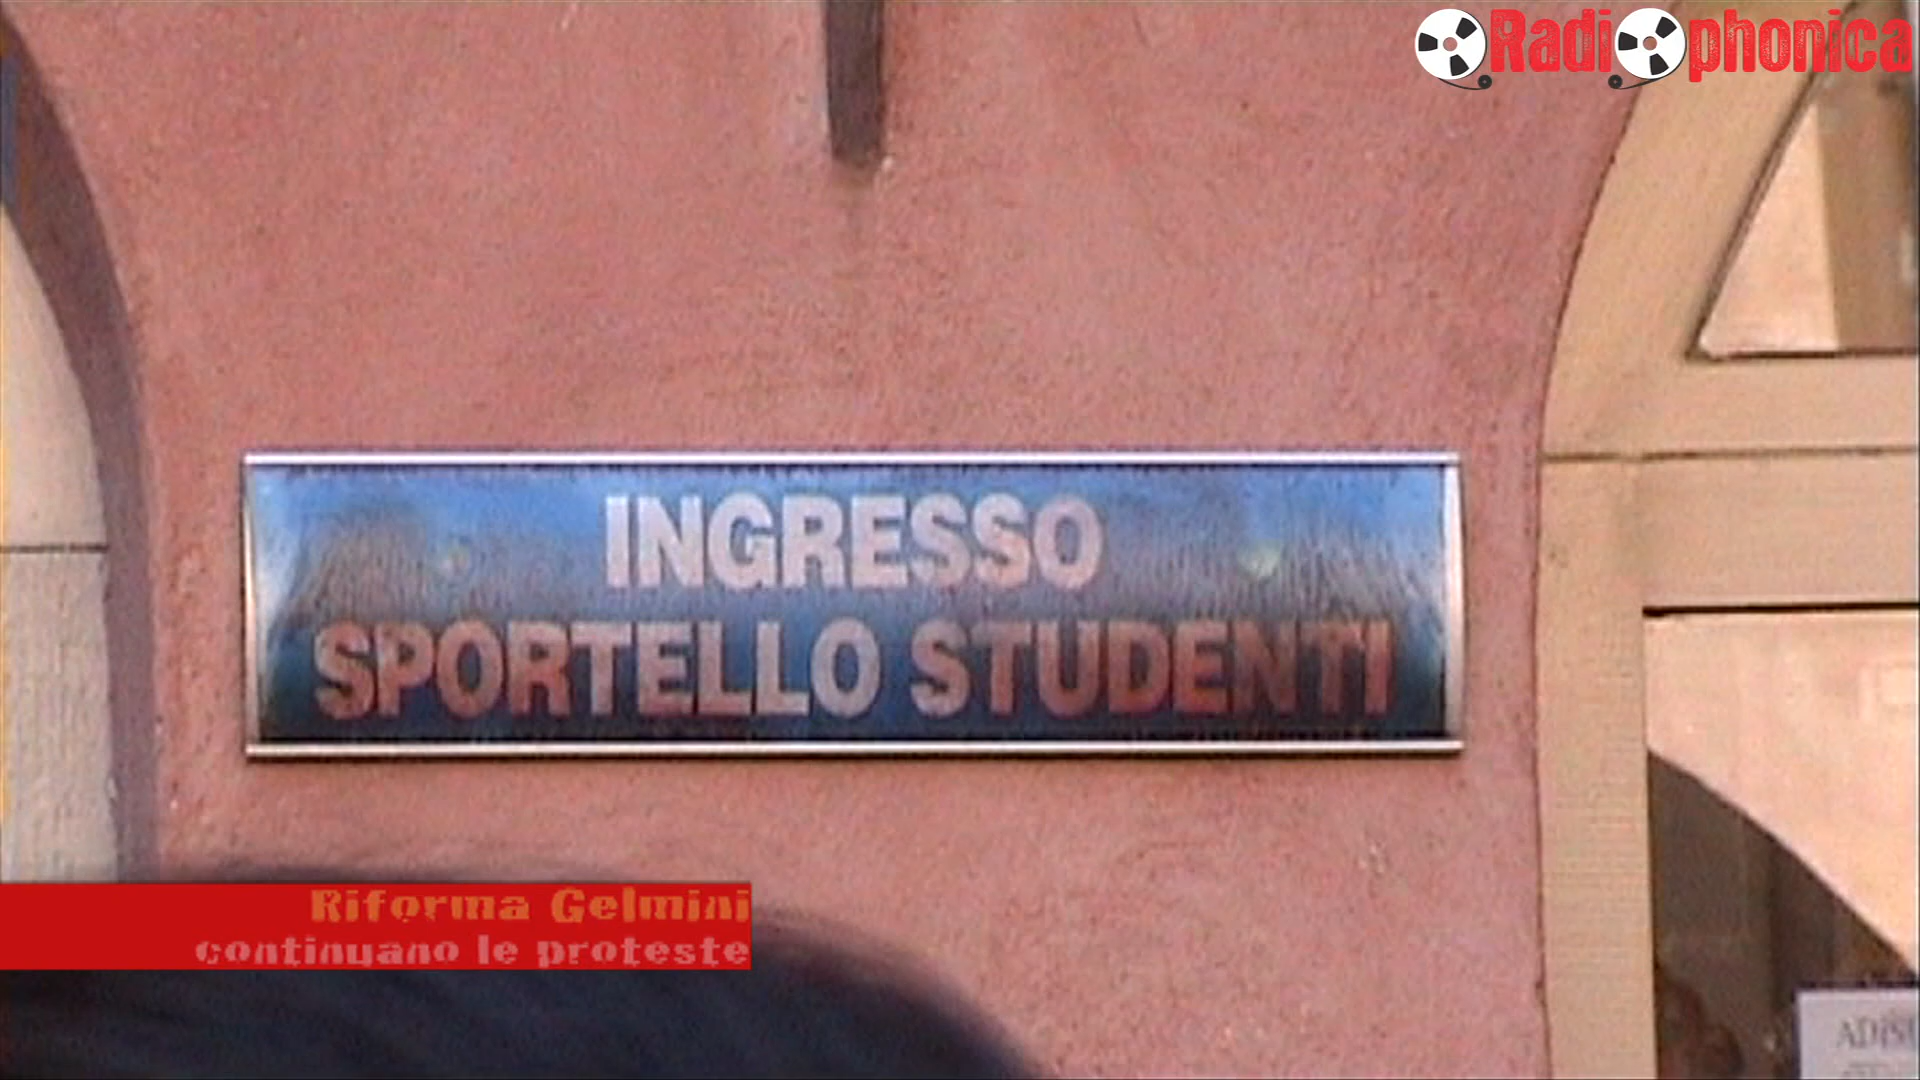 Radiophonica
INGRESSO
SPORTELLO STUDENTI
Riforma Gelmini
continuano le proteste